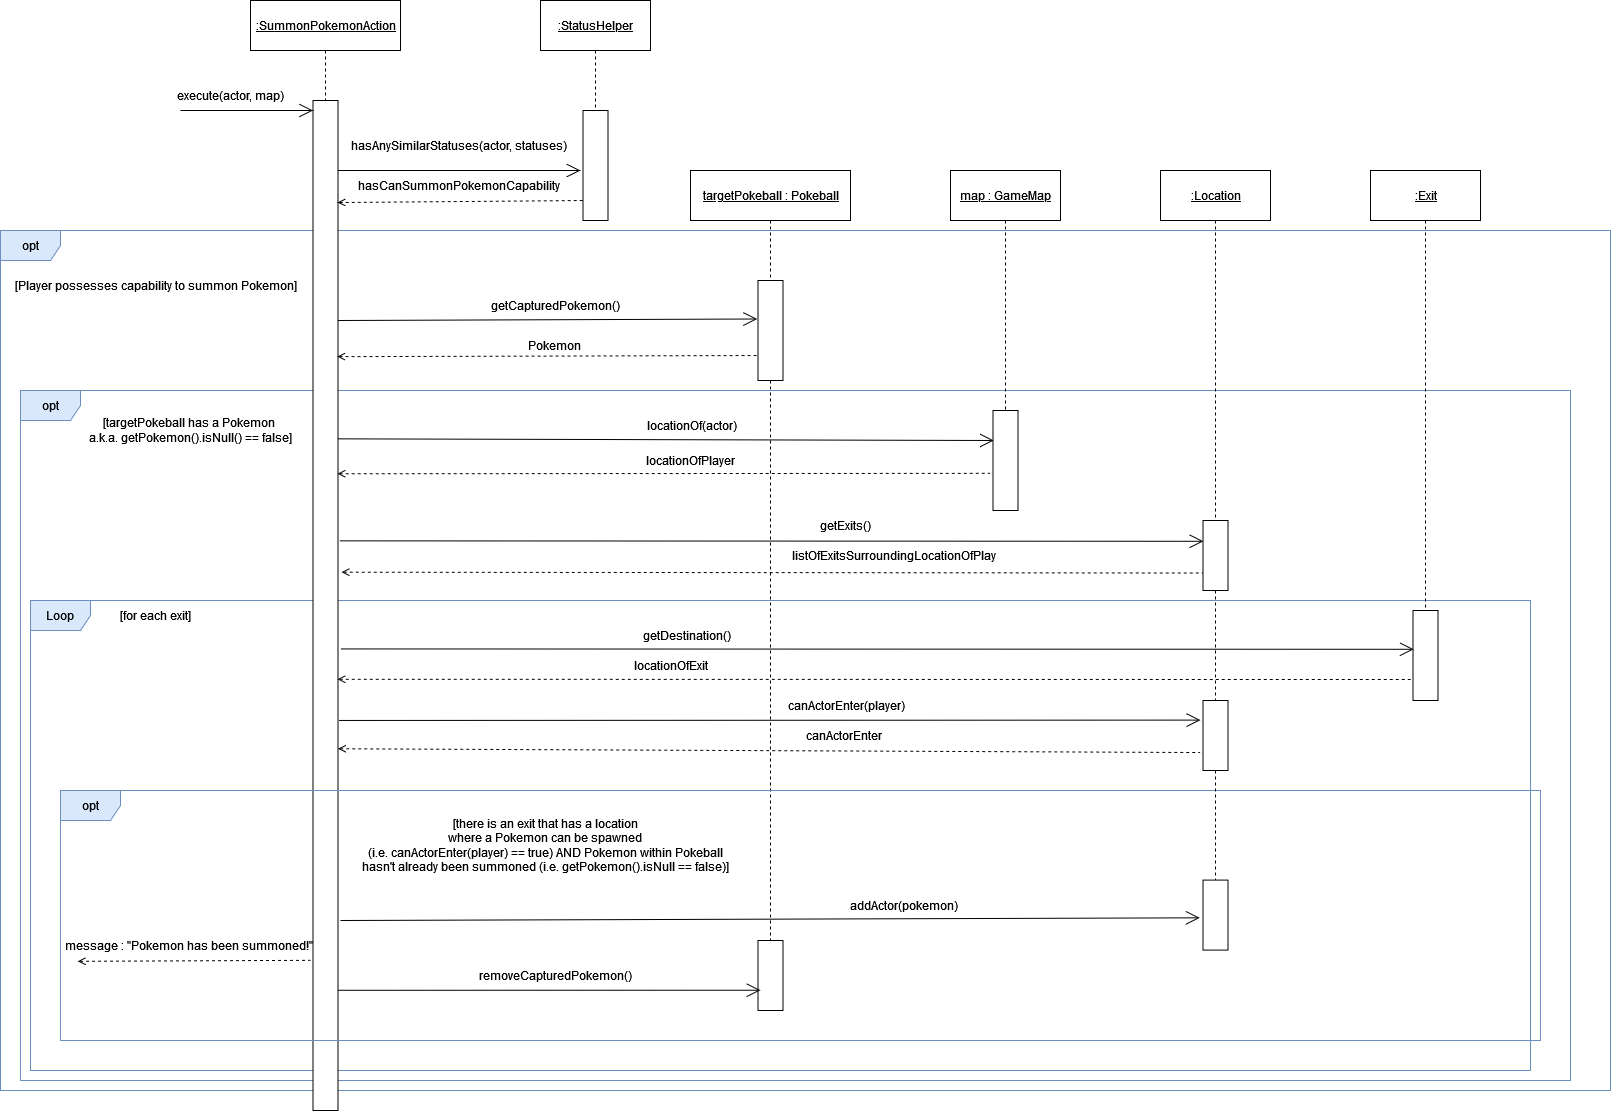 :SummonPokemonAction
:StatusHelper
execute(actor, map)
hasAnySimilarStatuses(actor, statuses)
hasCanSummonPokemonCapability
targetPokeball : Pokeball
map : GameMap
:Location
:Exit
opt
[Player possesses capability to summon Pokemon]
getCapturedPokemon()
Pokemon
opt
[targetPokeball has a Pokemon
a.k.a. getPokemon().isNull() == false]
locationOf(actor)
locationOfPlayer
getExits()
listOfExitsSurroundingLocationOfPlay
Loop
[for each exit]
getDestination()
locationOfExit
canActorEnter(player)
canActorEnter
opt
[there is an exit that has a location
where a Pokemon can be spawned
(i.e. canActorEnter(player) == true) AND Pokemon within Pokeball
hasn't already been summoned (i.e. getPokemon().isNull == false)]
addActor(pokemon)
message : "Pokemon has been summoned!"
removeCapturedPokemon()